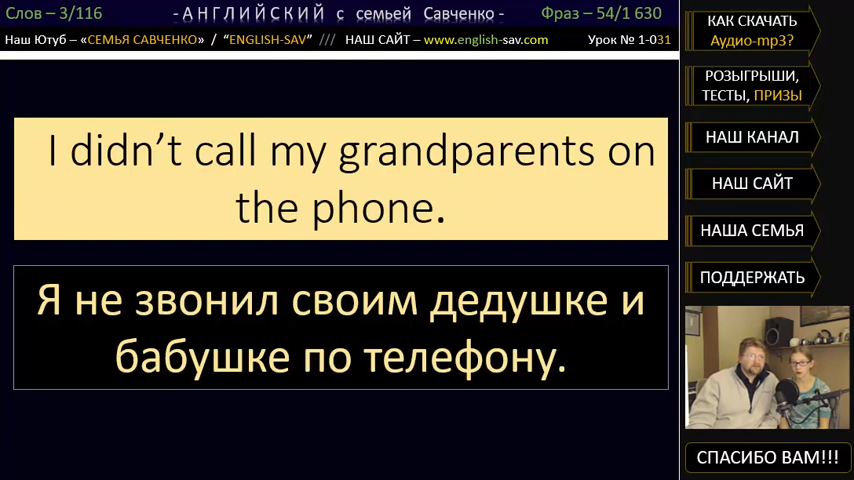 Слов – 3/116
- АНГЛИЙСКИЙ с семьей Савченко -
Фраз – 54/1 630
Наш Ютуб – «СЕМЬЯ САВЧЕНКО» / “ENGLISH-SAV” /// НАШ САЙТ – www.english-sav.com
Урок № 1-031
I didn’t call my grandparents on
the phone.
Я не звонил своим дедушке и
бабушке по телефону.
КАК СКАЧАТЬ
Аудио-mp3?
РОЗЫГРЫШИ,
ТЕСТЫ, ПРИЗЫ
НАШ КАНАЛ
НАШ САЙТ
НАША СЕМЬЯ
ПОДДЕРЖАТЬ
СПАСИБО ВАМ!!!